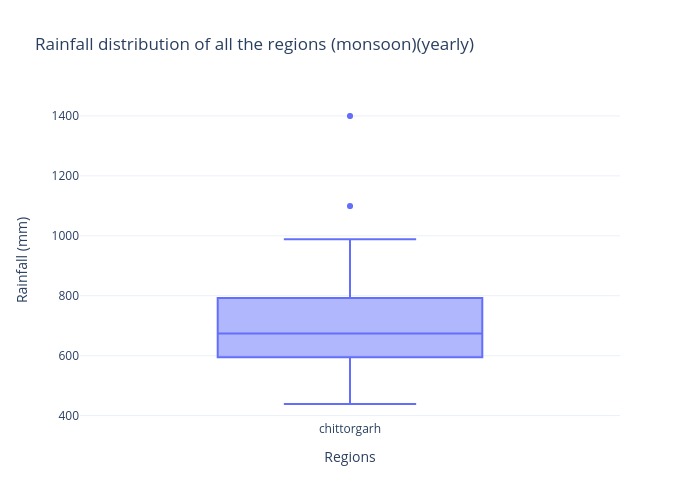 Rainfall distribution of all the regions (monsoon)(yearly)
1400
1200
1000
800
600
400
Rainfall (mm)
chittorgarh
Regions